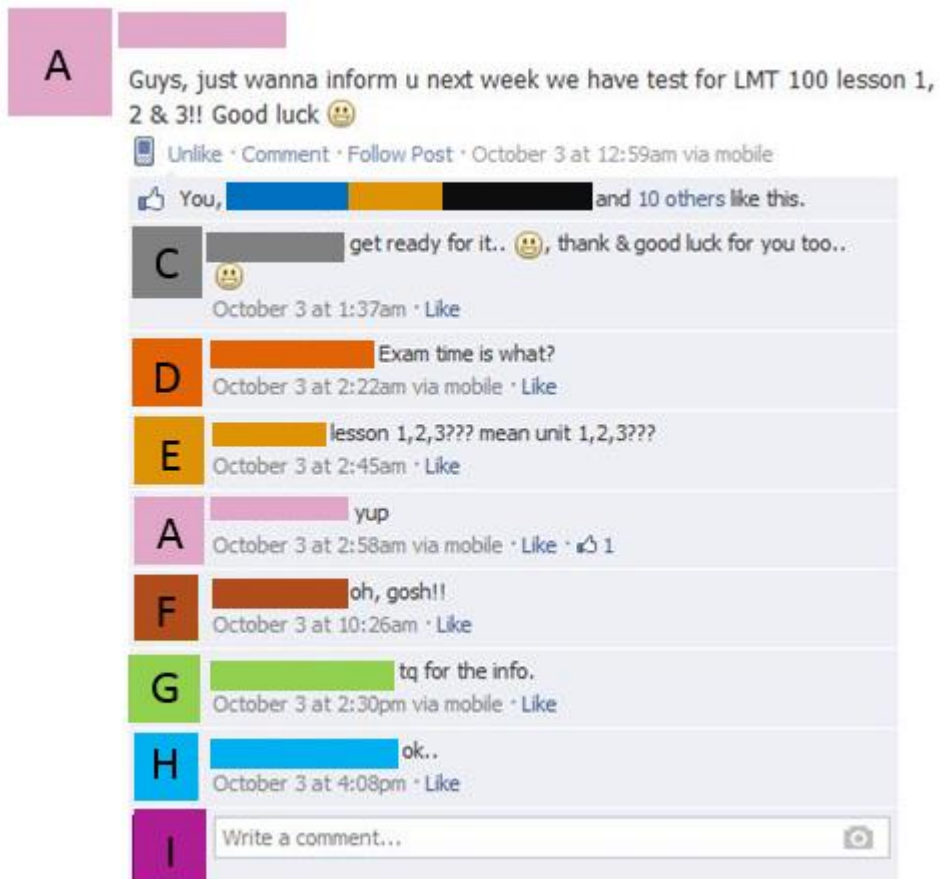 A
Guys, just wanna inform u next week we have test for LMT 100 lesson 1,
2 & 3!! Good luck
Unlike · Comment · Follow Post · October 3 at 12:59am via mobile
You, and 10 others like this.
C
get ready for it.. , thank & good luck for you too..
October 3 at 1:37am · Like
D
Exam time is what?
October 3 at 2:22am via mobile · Like
E
lesson 1,2,3??? mean unit 1,2,3???
October 3 at 2:45am · Like
A
yup
October 3 at 2:58am via mobile · Like · 1
F
oh, gosh!!
October 3 at 10:26am · Like
G
tq for the info.
October 3 at 2:30pm via mobile · Like
H
ok..
October 3 at 4:08pm · Like
I
Write a comment...